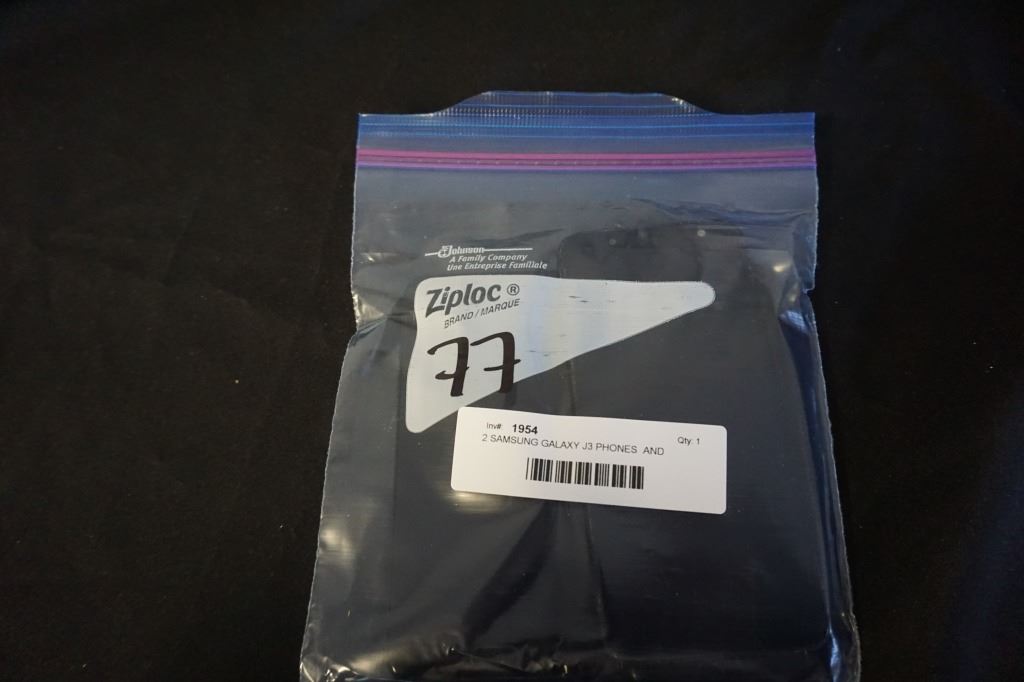 Johnson
A Family Company
Une Entreprise Familiale
Ziploc ®
BRAND / MARQUE
77
Inv#: 1954 Qty: 1
2 SAMSUNG GALAXY J3 PHONES AND